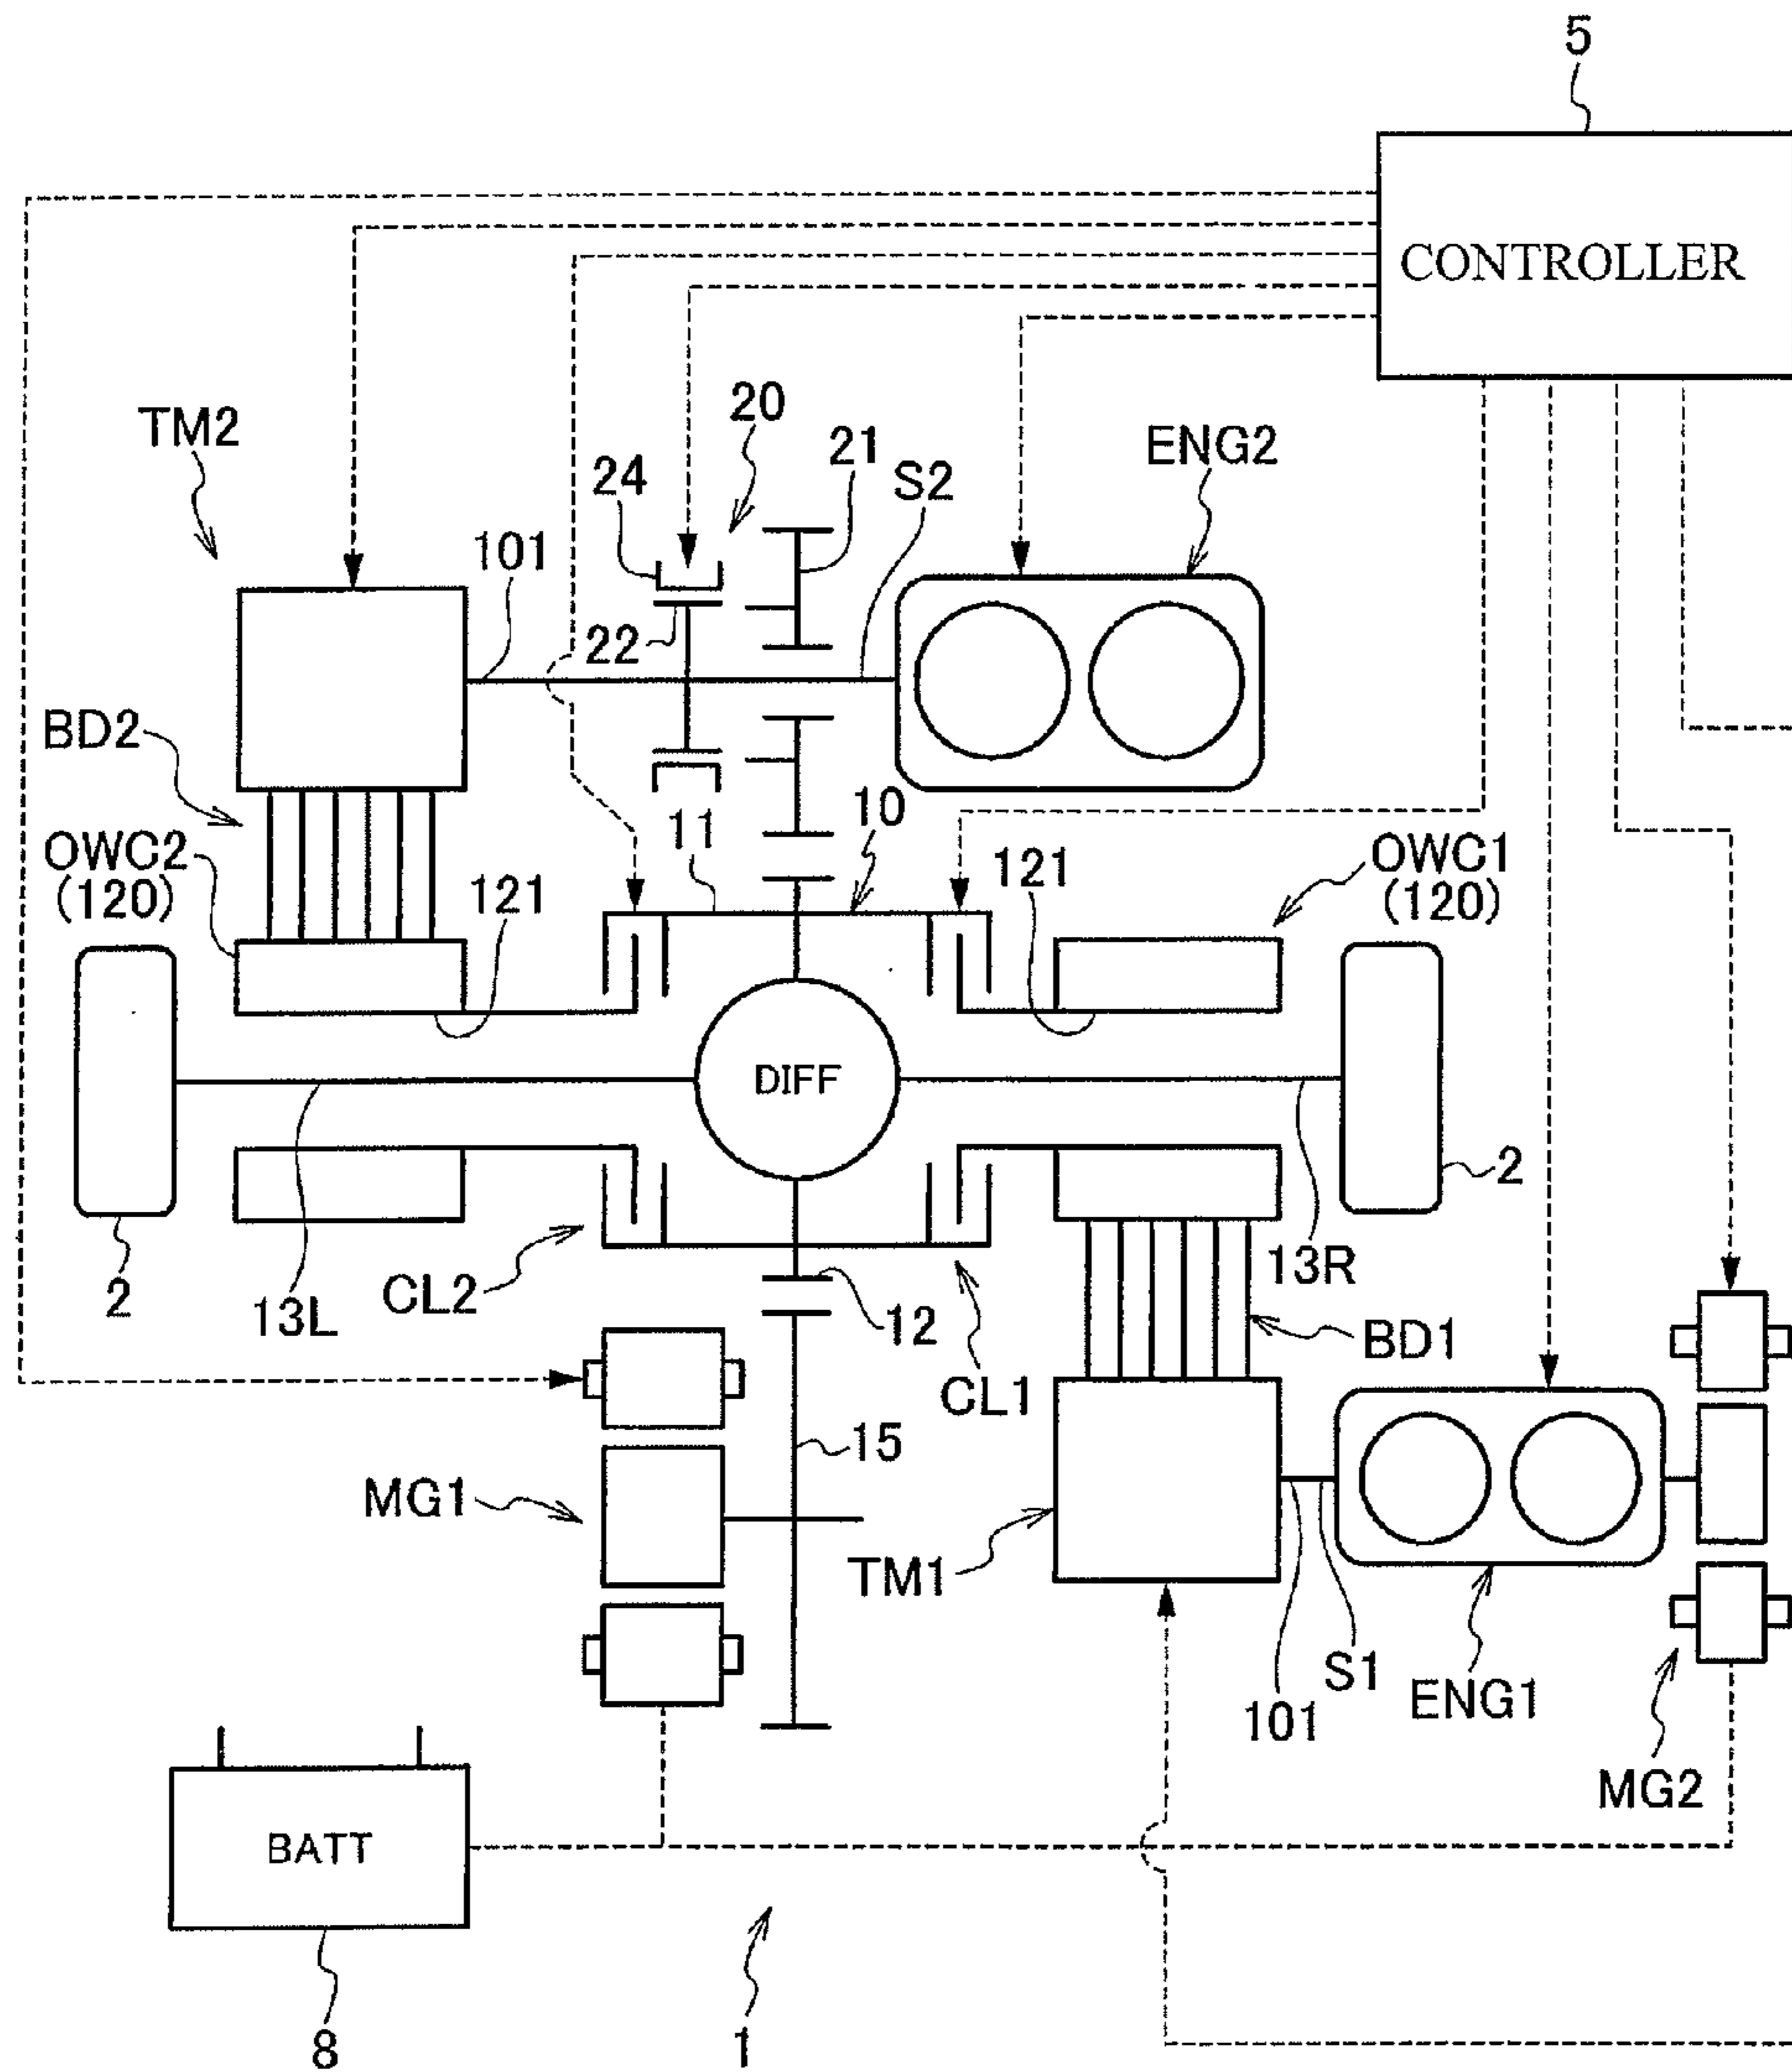 5
CONTROLLER
TM2
20
21
ENG2
24
S2
101
22
BD2
11
10
OWC2
(120)
121
121
OWC1
(120)
DIFF
2
13L
CL2
12
13R
2
BD1
CL1
15
MG1
TM1
101
S1
ENG1
MG2
BATT
8
1